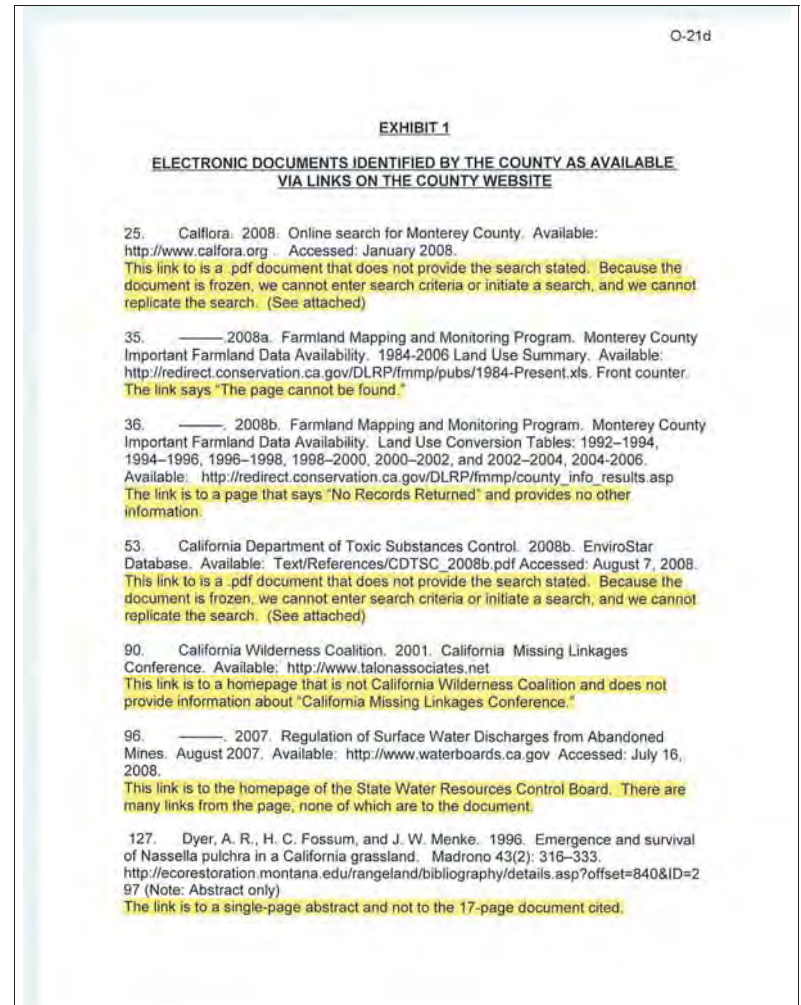 O-21d
EXHIBIT 1
ELECTRONIC DOCUMENTS IDENTIFIED BY THE COUNTY AS AVAILABLE
VIA LINKS ON THE COUNTY WEBSITE
25. Calflora. 2008. Online search for Monterey County. Available:
http://www.calfora.org . Accessed: January 2008.
This link to is a .pdf document that does not provide the search stated. Because the
document is frozen, we cannot enter search criteria or initiate a search, and we cannot
replicate the search. (See attached)
35. ———.2008a. Farmland Mapping and Monitoring Program. Monterey County
Important Farmland Data Availability. 1984-2006 Land Use Summary. Available:
http://redirect.conservation.ca.gov/DLRP/fmmp/pubs/1984-Present.xls. Front counter.
The link says “The page cannot be found.”
36. ———. 2008b. Farmland Mapping and Monitoring Program. Monterey County
Important Farmland Data Availability. Land Use Conversion Tables: 1992–1994,
1994–1996, 1996–1998, 1998–2000, 2000–2002, and 2002–2004, 2004-2006.
Available: http://redirect.conservation.ca.gov/DLRP/fmmp/county_info_results.asp
The link is to a page that says “No Records Returned” and provides no other
information.
53. California Department of Toxic Substances Control. 2008b. EnviroStar
Database. Available: Text/References/CDTSC_2008b.pdf Accessed: August 7, 2008.
This link to is a .pdf document that does not provide the search stated. Because the
document is frozen, we cannot enter search criteria or initiate a search, and we cannot
replicate the search. (See attached)
90. California Wilderness Coalition. 2001. California Missing Linkages
Conference. Available: http://www.talonassociates.net
This link is to a homepage that is not California Wilderness Coalition and does not
provide information about “California Missing Linkages Conference.”
96. ———. 2007. Regulation of Surface Water Discharges from Abandoned
Mines. August 2007. Available: http://www.waterboards.ca.gov Accessed: July 16,
2008.
This link is to the homepage of the State Water Resources Control Board. There are
many links from the page, none of which are to the document.
127. Dyer, A. R., H. C. Fossum, and J. W. Menke. 1996. Emergence and survival
of Nassella pulchra in a California grassland. Madrono 43(2): 316–333.
http://ecorestoration.montana.edu/rangeland/bibliography/details.asp?offset=840&ID=2
97 (Note: Abstract only)
The link is to a single-page abstract and not to the 17-page document cited.